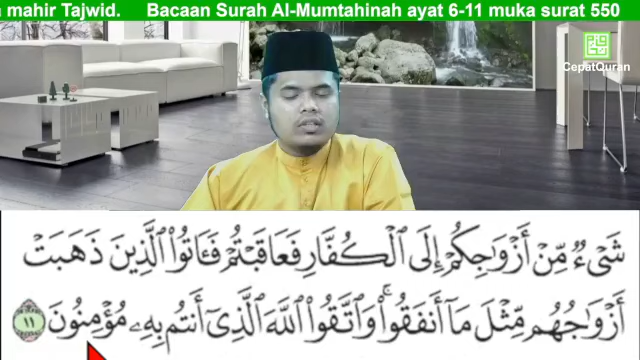 n mahir Tajwid. Bacaan Surah Al-Mumtahinah ayat 6-11 muka surat 550
CepatQuran
شَىْءٌ مِّنْ أَزْوَٰجِكُمْ إِلَى ٱلْكُفَّارِ فَعَاقَبْتُمْ فَـَٔاتُوا۟ ٱلَّذِينَ ذَهَبَتْ
أَزْوَٰجُهُم مِّثْلَ مَآ أَنفَقُوا۟ ۚ وَٱتَّقُوا۟ ٱللَّهَ ٱلَّذِىٓ أَنتُم بِهِۦ مُؤْمِنُونَ ١١